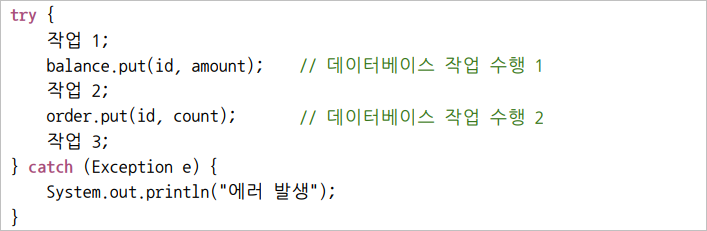 try {
    작업 1;
    balance.put(id, amount);    // 데이터베이스 작업 수행 1
    작업 2;
    order.put(id, count);       // 데이터베이스 작업 수행 2
    작업 3;
} catch (Exception e) {
    System.out.println("에러 발생");
}